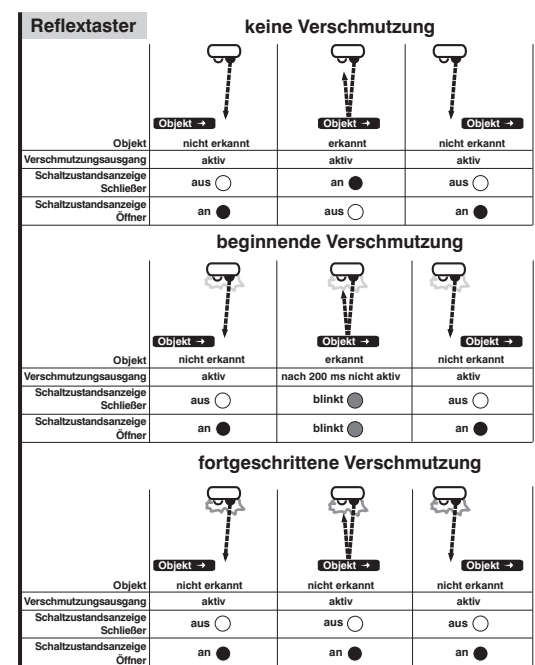 Reflextaster
keine Verschmutzung
Objekt → Objekt → Objekt →
Objekt nicht erkannt erkannt nicht erkannt
Verschmutzungsausgang aktiv aktiv aktiv
Schaltzustandsanzeige
Schließer aus an aus
Schaltzustandsanzeige
Öffner an aus an
beginnende Verschmutzung
Objekt → Objekt → Objekt →
Objekt nicht erkannt erkannt nicht erkannt
Verschmutzungsausgang aktiv nach 200 ms nicht aktiv aktiv
Schaltzustandsanzeige
Schließer aus blinkt aus
Schaltzustandsanzeige
Öffner an blinkt an
fortgeschrittene Verschmutzung
Objekt → Objekt → Objekt →
Objekt nicht erkannt nicht erkannt nicht erkannt
Verschmutzungsausgang aktiv aktiv aktiv
Schaltzustandsanzeige
Schließer aus aus aus
Schaltzustandsanzeige
Öffner an an an